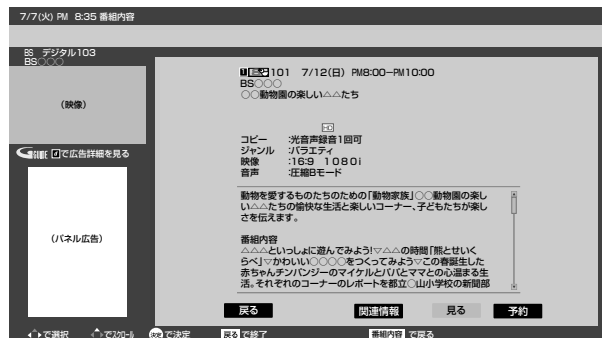 7/7(火) PM 8:35 番組内容
BS デジタル103
BS○○○
(映像)
GUIDE dで広告詳細を見る
(パネル広告)
101 7/12(日) PM8:00−PM10:00
BS○○○
○○動物園の楽しい△△たち
コピー :光音声録音1回可
ジャンル :バラエティ
映像 :16:9 1080i
音声 :圧縮Bモード
動物を愛するものたちのための「動物家族」○○動物園の楽し
い△△たちの愉快な生活と楽しいコーナー、子どもたちが楽し
さを伝えます。
番組内容
△△△といっしょに遊んでみよう!▽△△の時間「熊とせいく
らべ」▽かわいい○○○○をつくってみよう▽この春誕生した
赤ちゃんチンパンジーのマイケルとパパとママとの心温まる生
活。それぞれのコーナーのレポートを都立○山小学校の新聞部
戻る 関連情報 見る 予約
で選択 でスクロール 決定 で決定 戻る で終了 番組内容 で戻る